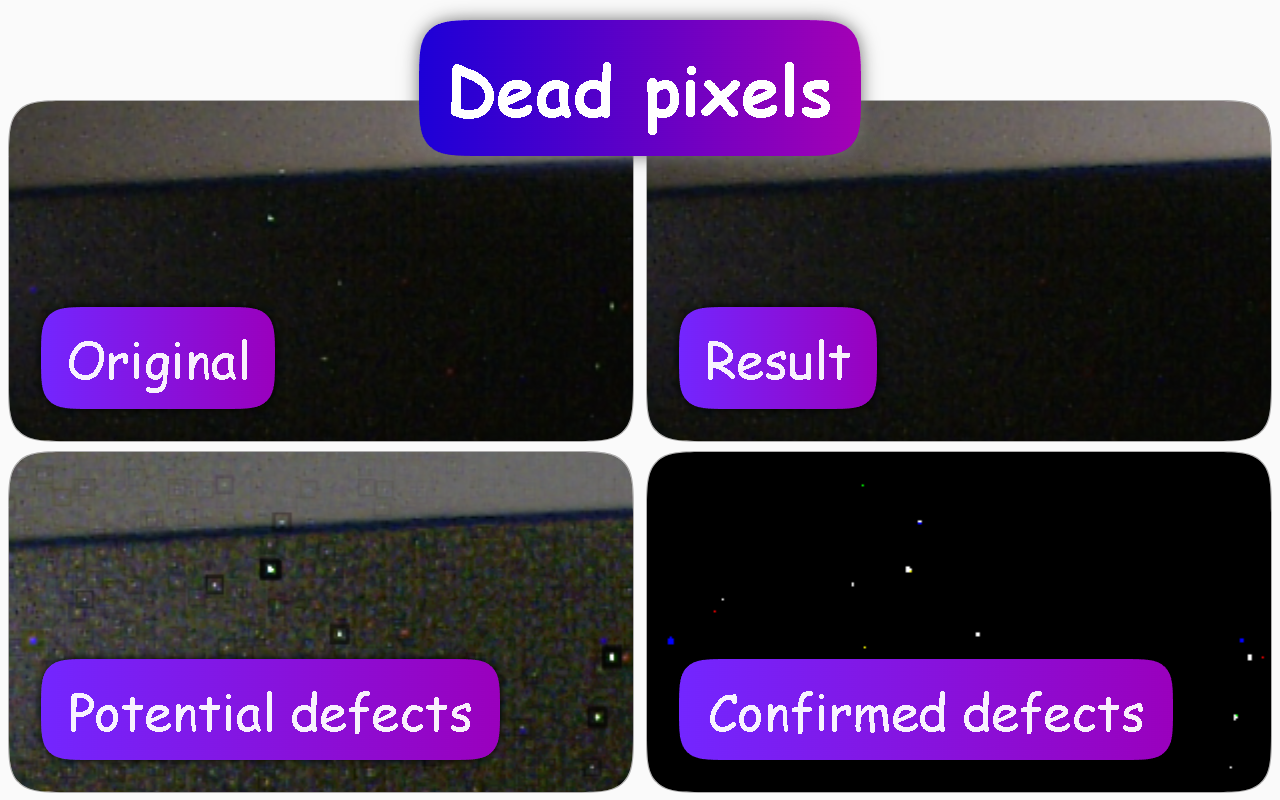 Dead pixels
Original
Result
Potential defects
Confirmed defects